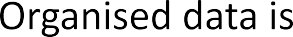 Organised data is